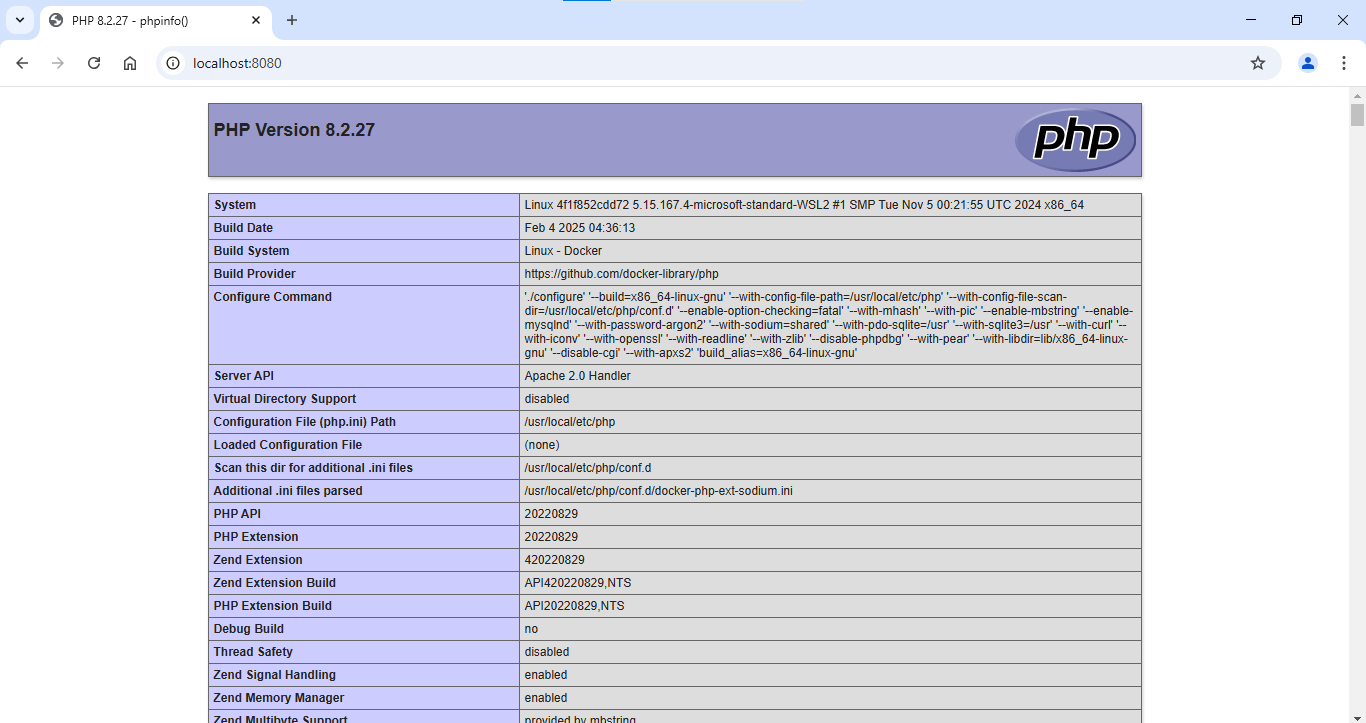 PHP 8.2.27 - phpinfo()
localhost:8080
PHP Version 8.2.27
php
System Linux 4f1f852cdd72 5.15.167.4-microsoft-standard-WSL2 #1 SMP Tue Nov 5 00:21:55 UTC 2024 x86_64
Build Date Feb 4 2025 04:36:13
Build System Linux - Docker
Build Provider https://github.com/docker-library/php
Configure Command './configure' '--build=x86_64-linux-gnu' '--with-config-file-path=/usr/local/etc/php' '--with-config-file-scan-
dir=/usr/local/etc/php/conf.d' '--enable-option-checking=fatal' '--with-mhash' '--with-pic' '--enable-mbstring' '--enable-
mysqlnd' '--with-password-argon2' '--with-sodium=shared' '--with-pdo-sqlite=/usr' '--with-sqlite3=/usr' '--with-curl' '--
with-iconv' '--with-openssl' '--with-readline' '--with-zlib' '--disable-phpdbg' '--with-pear' '--with-libdir=lib/x86_64-linux-
gnu' '--disable-cgi' '--with-apxs2' 'build_alias=x86_64-linux-gnu'
Server API Apache 2.0 Handler
Virtual Directory Support disabled
Configuration File (php.ini) Path /usr/local/etc/php
Loaded Configuration File (none)
Scan this dir for additional .ini files /usr/local/etc/php/conf.d
Additional .ini files parsed /usr/local/etc/php/conf.d/docker-php-ext-sodium.ini
PHP API 20220829
PHP Extension 20220829
Zend Extension 420220829
Zend Extension Build API420220829,NTS
PHP Extension Build API20220829,NTS
Debug Build no
Thread Safety disabled
Zend Signal Handling enabled
Zend Memory Manager enabled
Zend Multibyte Support provided by mbstring